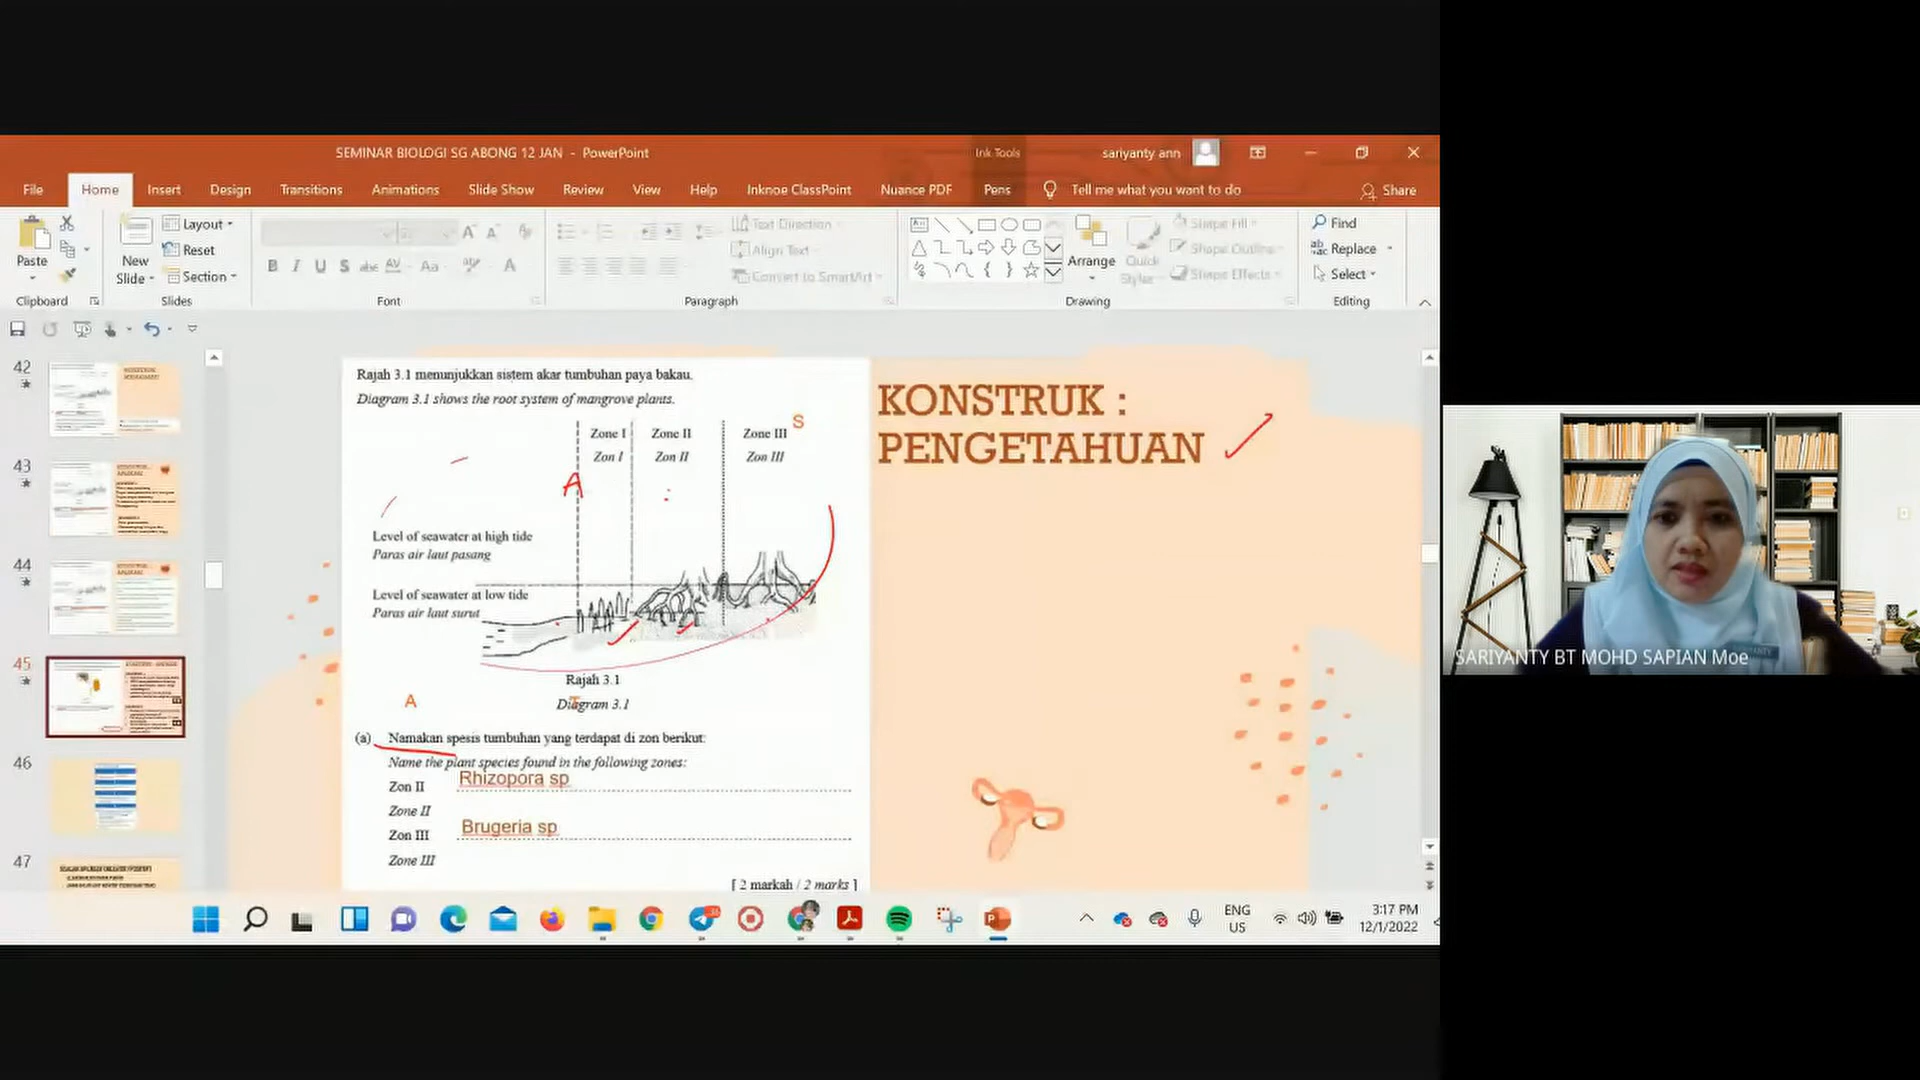 SEMINAR BIOLOGI SG ABONG 12 JAN - PowerPoint
Ink Tools
sariyanty ann
File Home Insert Design Transitions Animations Slide Show Review View Help Inknoe ClassPoint Nuance PDF Pens Tell me what you want to do Share
Paste
New Slide
Layout
Reset
Section
B I U S abc AV Aa A
Text Direction
Align Text
Convert to SmartArt
Arrange
Quick Styles
Shape Fill
Shape Outline
Shape Effects
Find
Replace
Select
Clipboard Slides Font Paragraph Drawing Editing
42
43
44
45
46
47
Rajah 3.1 menunjukkan sistem akar tumbuhan paya bakau.
Diagram 3.1 shows the root system of mangrove plants.
S
Zone I Zone II Zone III
Zon I Zon II Zon III
A
Level of seawater at high tide
Paras air laut pasang
Level of seawater at low tide
Paras air laut surut
Rajah 3.1
A
Diagram 3.1
(a) Namakan spesis tumbuhan yang terdapat di zon berikut:
Name the plant species found in the following zones:
Zon II Rhizopora sp
Zone II
Zon III Brugeria sp
Zone III
[ 2 markah / 2 marks ]
KONSTRUK :
PENGETAHUAN
SARIYANTY BT MOHD SAPIAN Moe
ENG
US
3:17 PM
12/1/2022